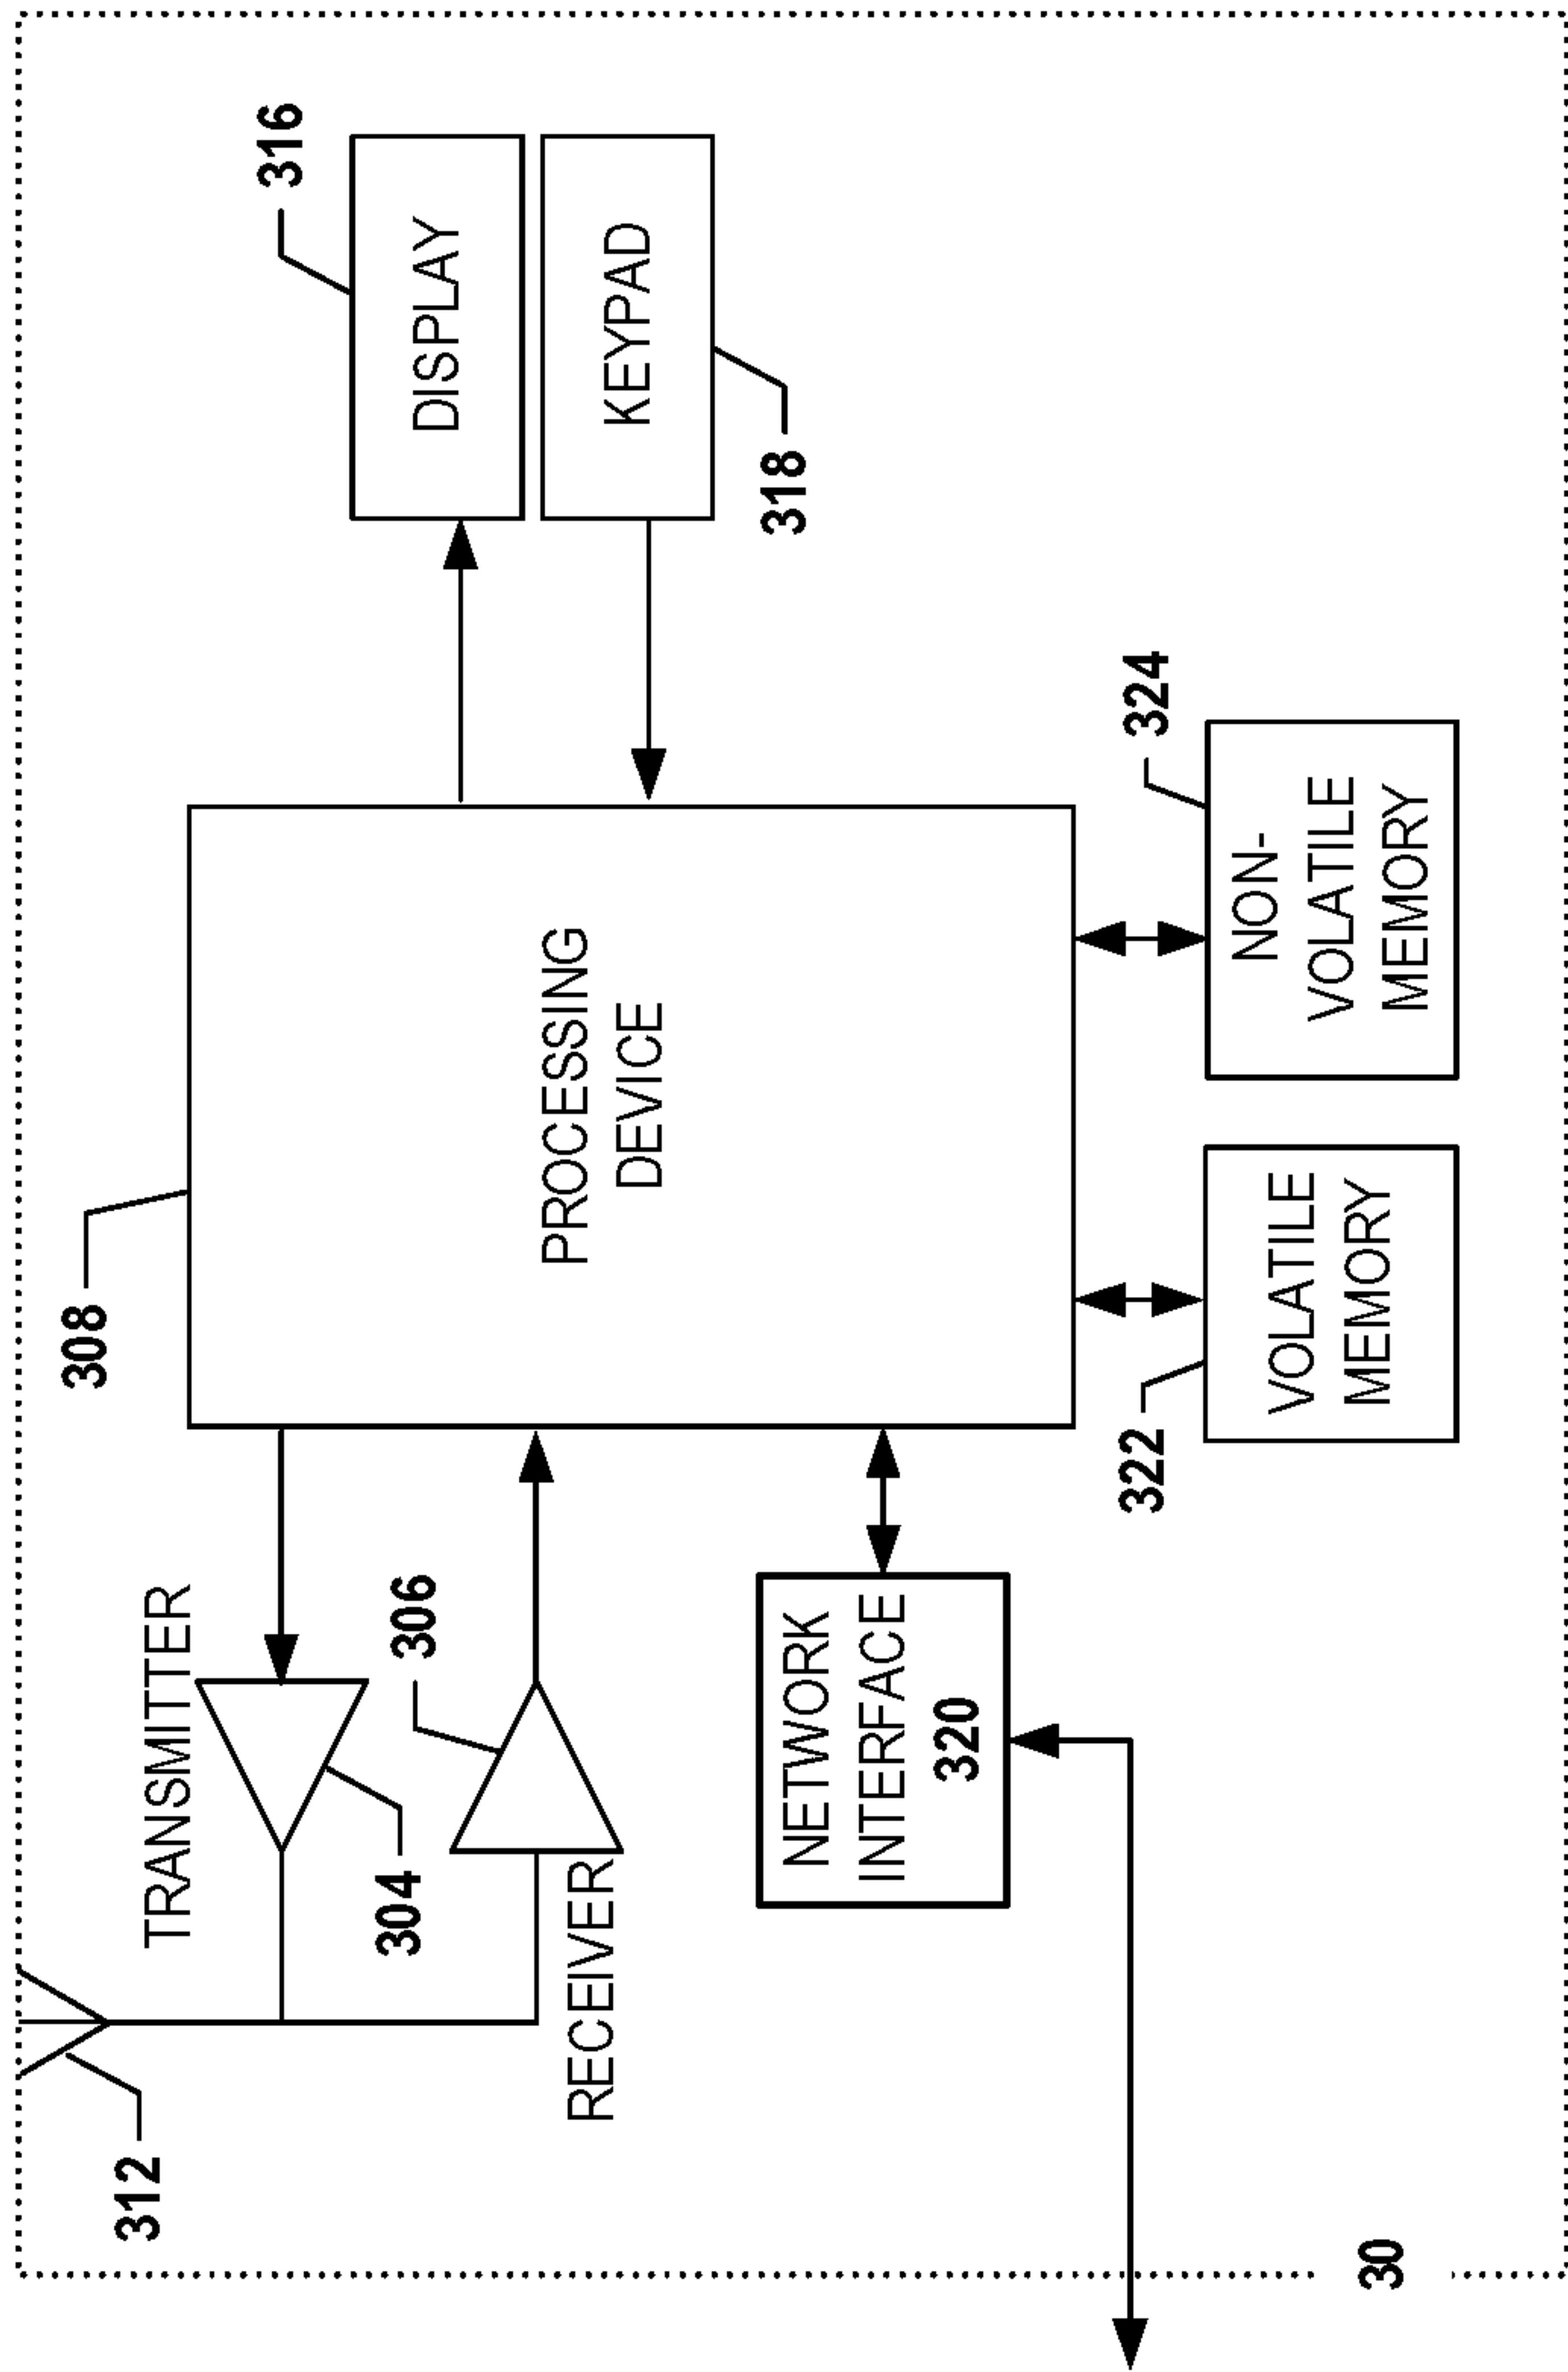 312
TRANSMITTER
304
306
RECEIVER
308
PROCESSING
DEVICE
316
DISPLAY
KEYPAD
318
NETWORK
INTERFACE
320
322
VOLATILE
MEMORY
324
NON-
VOLATILE
MEMORY
30